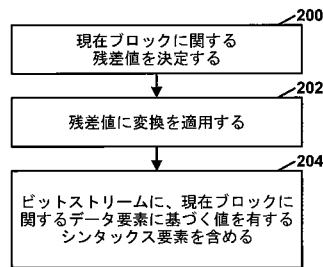 200
現在ブロックに関する
残差値を決定する
202
残差値に変換を適用する
204
ビットストリームに、現在ブロックに
関するデータ要素に基づく値を有する
シンタックス要素を含める